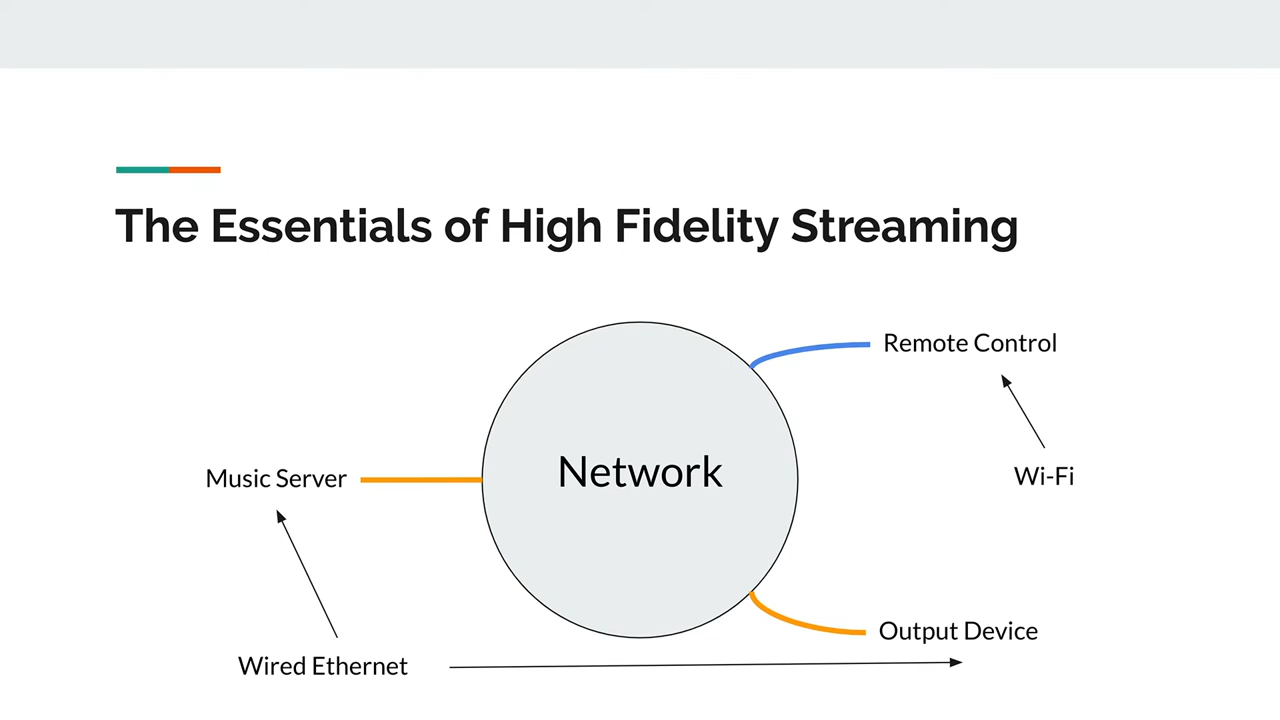 The Essentials of High Fidelity Streaming
Remote Control
Network
Music Server
Wi-Fi
Output Device
Wired Ethernet